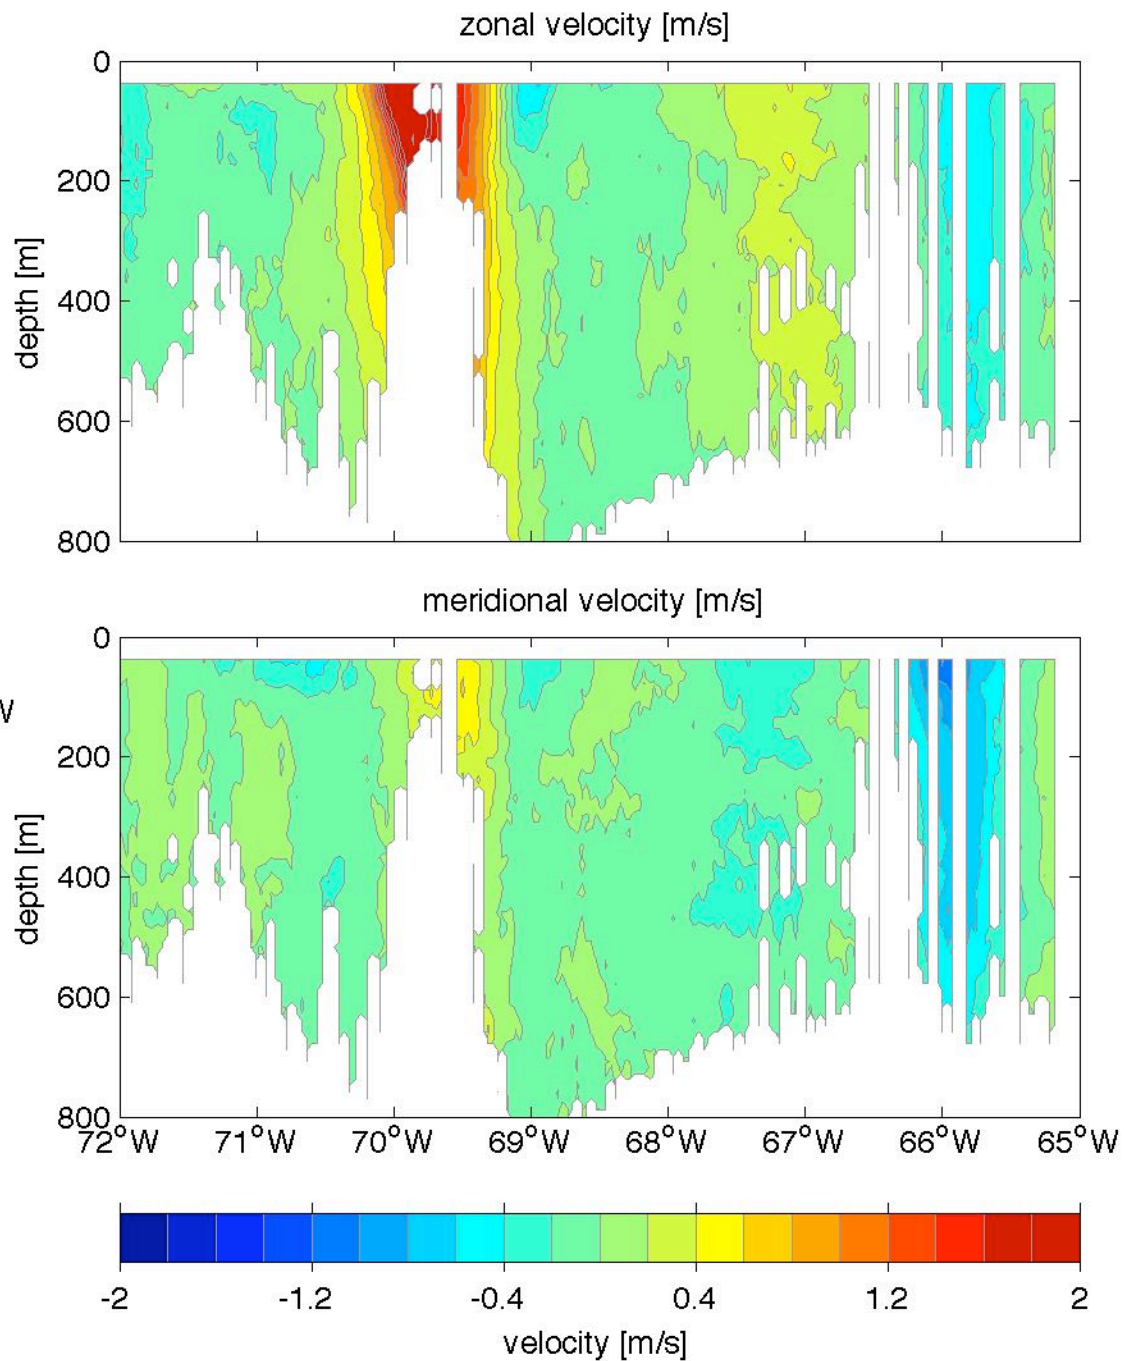 zonal velocity [m/s]
0
200
400
600
800
depth [m]
meridional velocity [m/s]
W
0
200
400
600
800
depth [m]
72°W 71°W 70°W 69°W 68°W 67°W 66°W 65°W
-2 -1.2 -0.4 0.4 1.2 2
velocity [m/s]